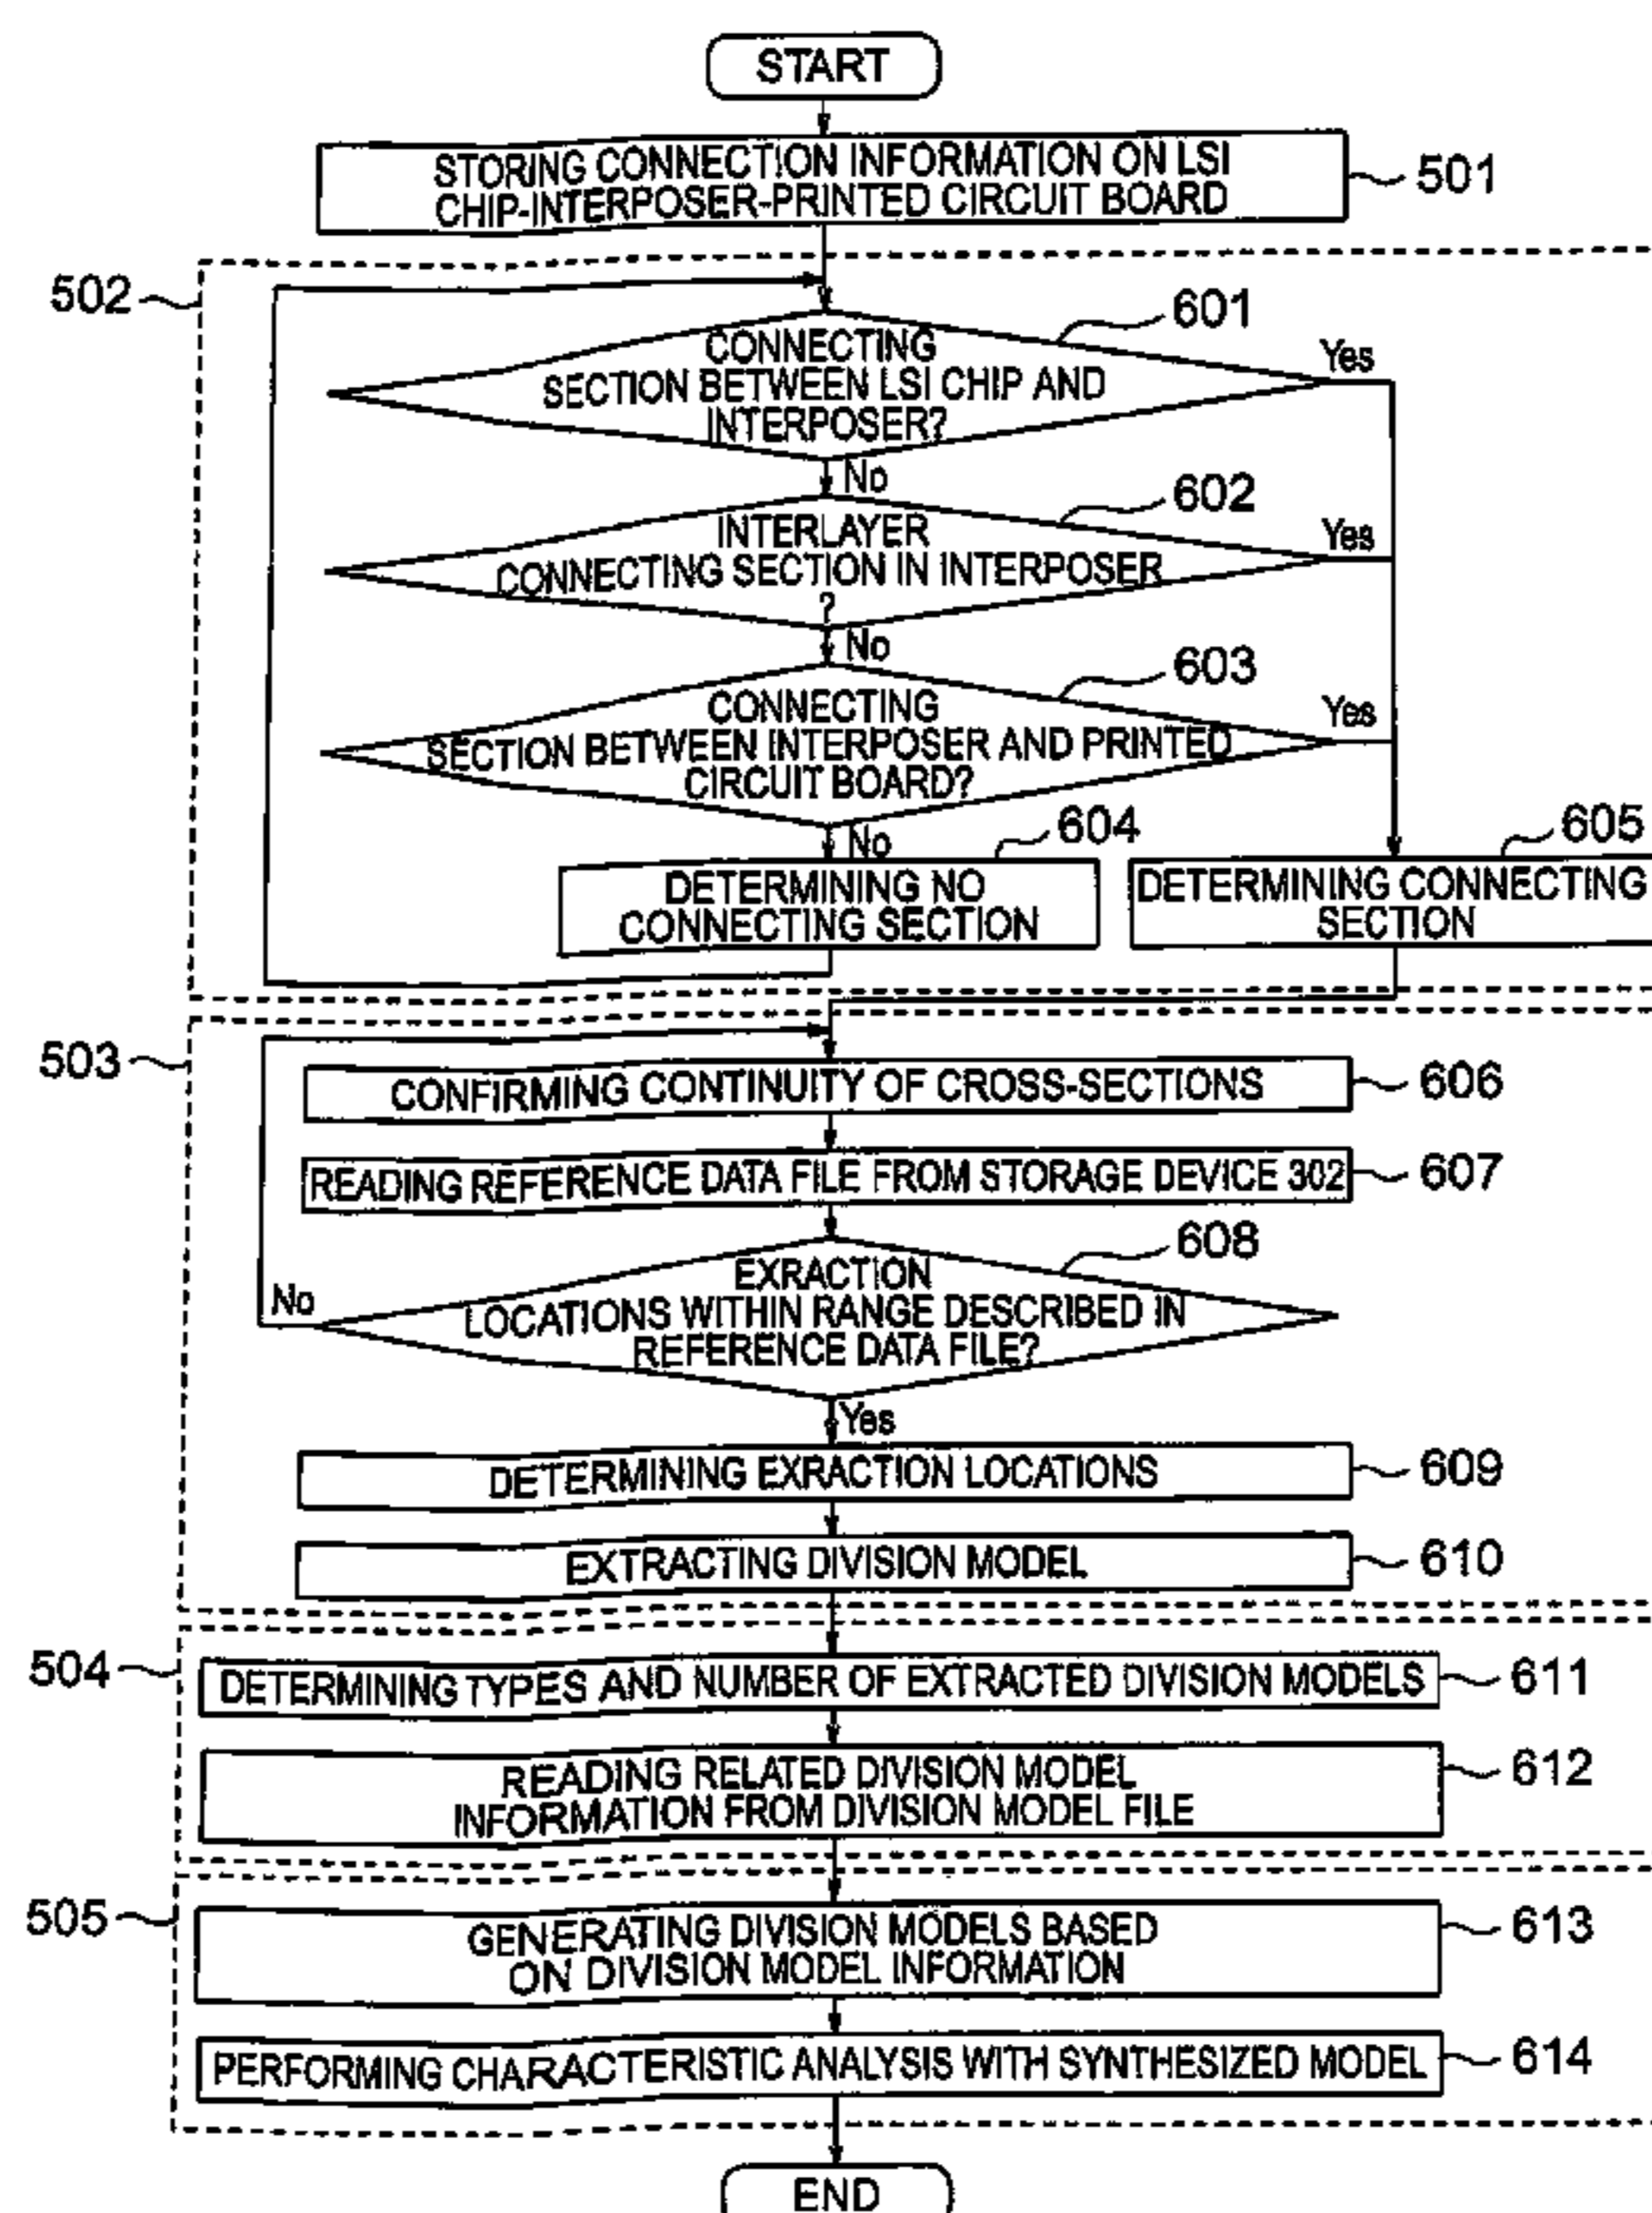 START
STORING CONNECTION INFORMATION ON LSI
CHIP-INTERPOSER-PRINTED CIRCUIT BOARD
501
502
601
CONNECTING
SECTION BETWEEN LSI CHIP AND
INTERPOSER?
Yes
No
602
INTERLAYER
CONNECTING SECTION IN INTERPOSER
?
Yes
No
603
CONNECTING
SECTION BETWEEN INTERPOSER AND PRINTED
CIRCUIT BOARD?
Yes
No
604
DETERMINING NO
CONNECTING SECTION
605
DETERMINING CONNECTING
SECTION
503
CONFIRMING CONTINUITY OF CROSS-SECTIONS
606
READING REFERENCE DATA FILE FROM STORAGE DEVICE 302
607
608
EXRACTION
LOCATIONS WITHIN RANGE DESCRIBED IN
REFERENCE DATA FILE?
No
Yes
DETERMINING EXRACTION LOCATIONS
609
EXTRACTING DIVISION MODEL
610
504
DETERMINING TYPES AND NUMBER OF EXTRACTED DIVISION MODELS
611
READING RELATED DIVISION MODEL
INFORMATION FROM DIVISION MODEL FILE
612
505
GENERATING DIVISION MODELS BASED
ON DIVISION MODEL INFORMATION
613
PERFORMING CHARACTERISTIC ANALYSIS WITH SYNTHESIZED MODEL
614
END